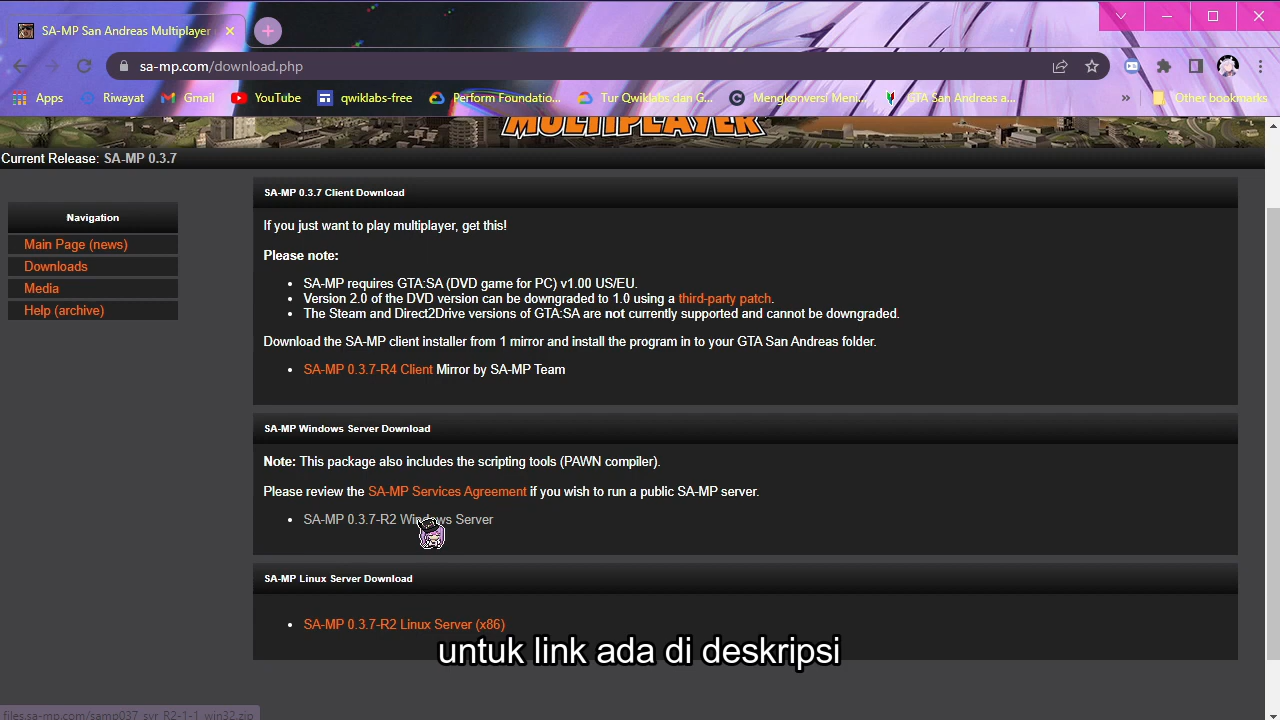 SA-MP San Andreas Multiplayer
sa-mp.com/download.php
Apps
Riwayat
Gmail
YouTube
qwiklabs-free
Perform Foundatio...
Tur Qwiklabs dan G...
Mengkonversi Meni...
GTA San Andreas a...
»
Other bookmarks
MULTIPLAYER
Current Release: SA-MP 0.3.7
Navigation
Main Page (news)
Downloads
Media
Help (archive)
SA-MP 0.3.7 Client Download
If you just want to play multiplayer, get this!
Please note:
• SA-MP requires GTA:SA (DVD game for PC) v1.00 US/EU.
• Version 2.0 of the DVD version can be downgraded to 1.0 using a third-party patch.
• The Steam and Direct2Drive versions of GTA:SA are not currently supported and cannot be downgraded.
Download the SA-MP client installer from 1 mirror and install the program in to your GTA San Andreas folder.
• SA-MP 0.3.7-R4 Client Mirror by SA-MP Team
SA-MP Windows Server Download
Note: This package also includes the scripting tools (PAWN compiler).
Please review the SA-MP Services Agreement if you wish to run a public SA-MP server.
• SA-MP 0.3.7-R2 Windows Server
SA-MP Linux Server Download
• SA-MP 0.3.7-R2 Linux Server (x86)
untuk link ada di deskripsi
files.sa-mp.com/samp037_svr_R2-1-1_win32.zip